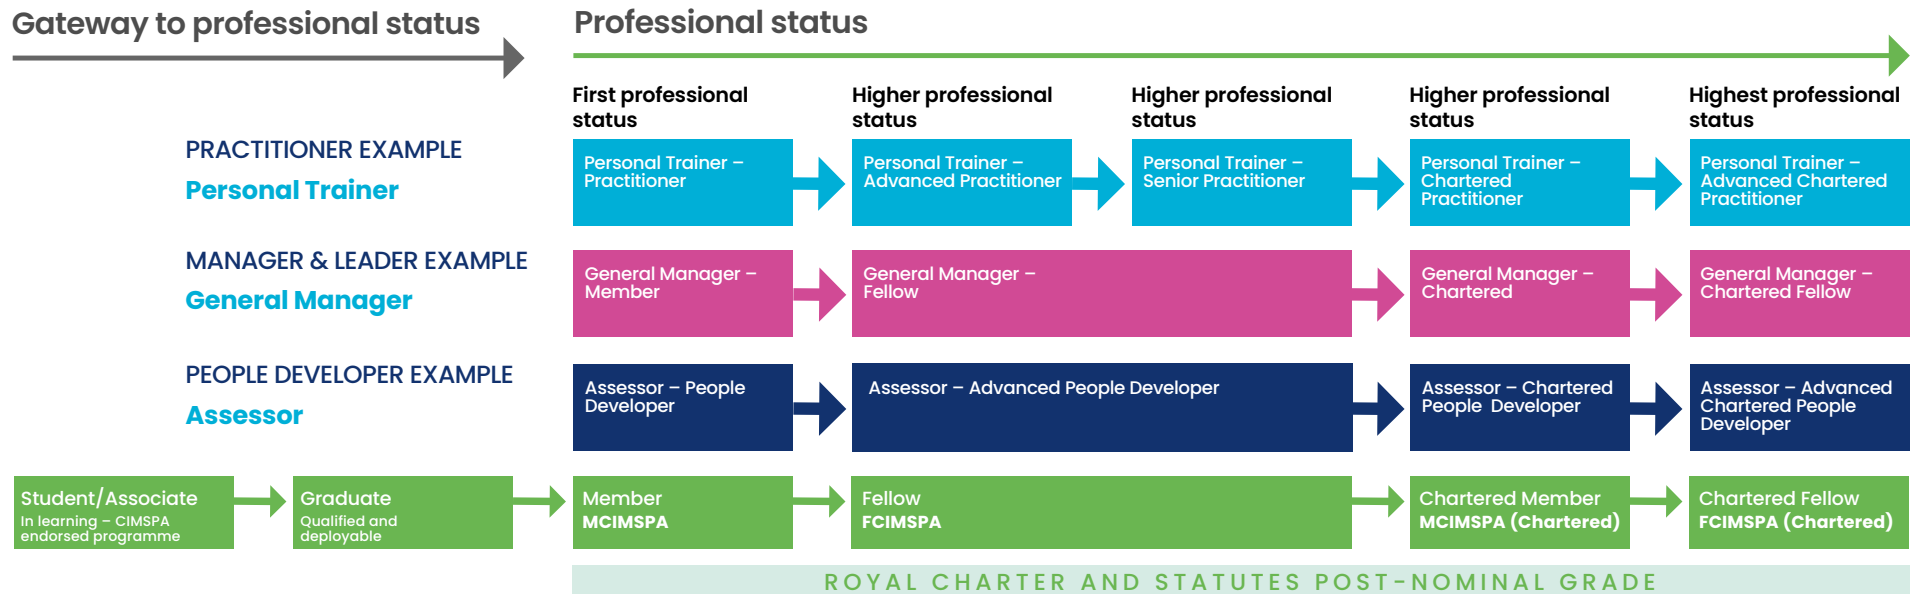 Gateway to professional status
Professional status
First professional
status
Higher professional
status
Higher professional
status
Higher professional
status
Highest professional
status
PRACTITIONER EXAMPLE
Personal Trainer
Personal Trainer –
Practitioner
Personal Trainer –
Advanced Practitioner
Personal Trainer –
Senior Practitioner
Personal Trainer –
Chartered
Practitioner
Personal Trainer –
Advanced Chartered
Practitioner
MANAGER & LEADER EXAMPLE
General Manager
General Manager –
Member
General Manager –
Fellow
General Manager –
Chartered
General Manager –
Chartered Fellow
PEOPLE DEVELOPER EXAMPLE
Assessor
Assessor – People
Developer
Assessor – Advanced People Developer
Assessor – Chartered
People Developer
Assessor – Advanced
Chartered People
Developer
Student/Associate
In learning – CIMSPA
endorsed programme
Graduate
Qualified and
deployable
Member
MCIMSPA
Fellow
FCIMSPA
Chartered Member
MCIMSPA (Chartered)
Chartered Fellow
FCIMSPA (Chartered)
ROYAL CHARTER AND STATUTES POST-NOMINAL GRADE